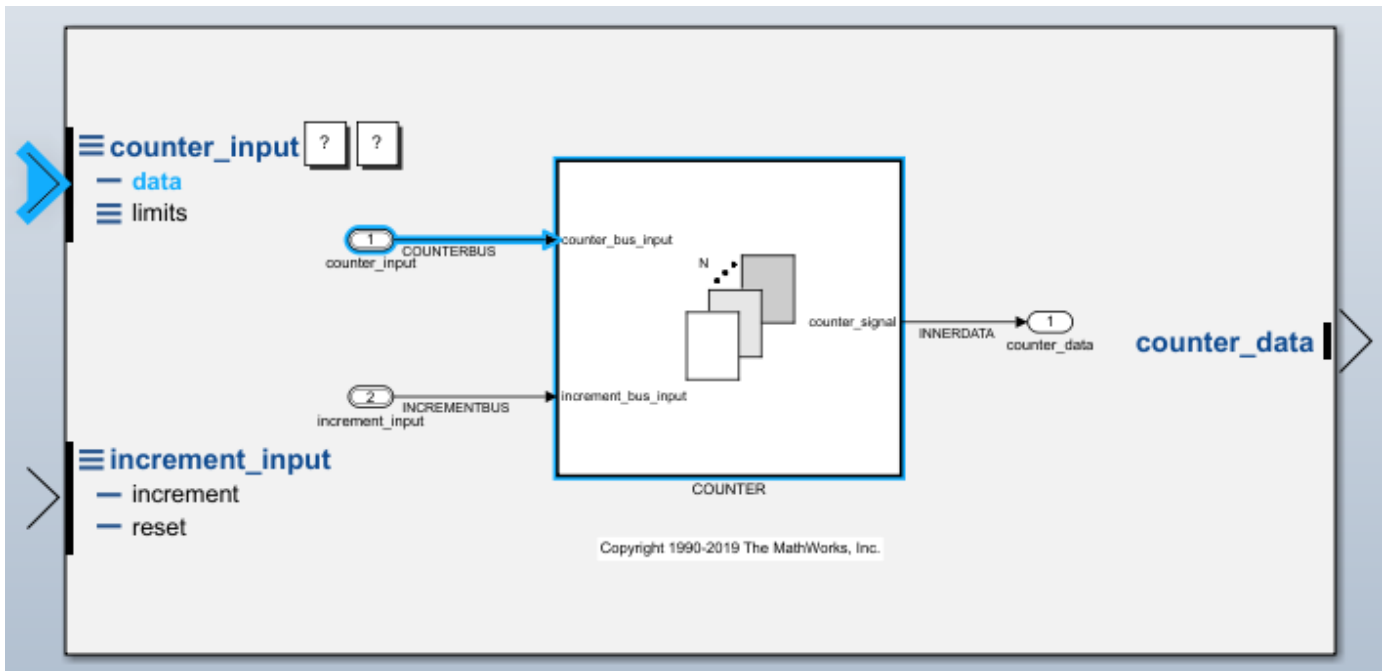 counter_input ? ?
data
limits
1
COUNTERBUS
counter_input
counter_bus_input
N
counter_signal
INNERDATA
1
counter_data
counter_data
2
INCREMENTBUS
increment_input
increment_bus_input
COUNTER
increment_input
increment
reset
Copyright 1990-2019 The MathWorks, Inc.